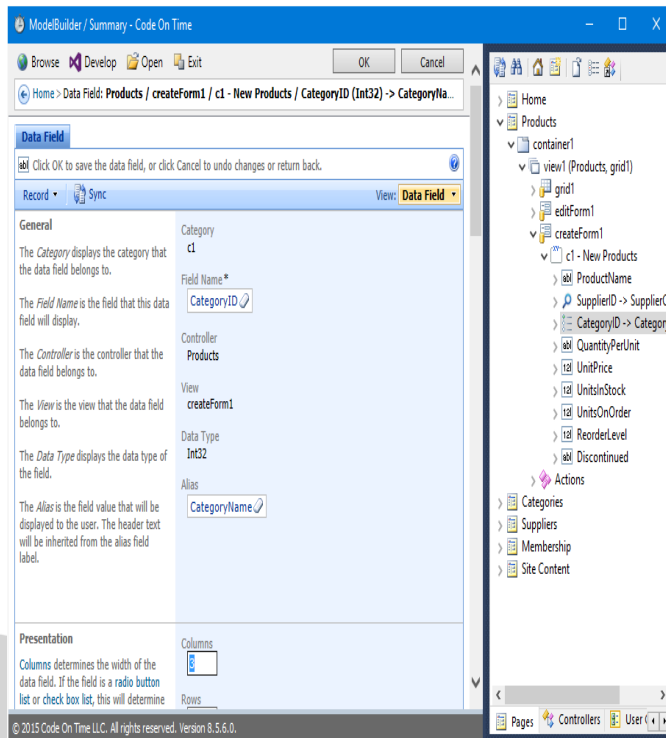 ModelBuilder / Summary - Code On Time
Browse Develop Open Exit OK Cancel
Home > Data Field: Products / createForm1 / c1 - New Products / CategoryID (Int32) -> CategoryNa...
Data Field
Click OK to save the data field, or click Cancel to undo changes or return back.
Record Sync View: Data Field
General
The Category displays the category that
the data field belongs to.
The Field Name is the field that this data
field will display.
The Controller is the controller that the
data field belongs to.
The View is the view that the data field
belongs to.
The Data Type displays the data type of
the field.
The Alias is the field value that will be
displayed to the user. The header text
will be inherited from the alias field
label.
Category
c1
Field Name*
CategoryID
Controller
Products
View
createForm1
Data Type
Int32
Alias
CategoryName
Presentation
Columns determines the width of the
data field. If the field is a radio button
list or check box list, this will determine
Columns
3
Rows
© 2015 Code On Time LLC. All rights reserved. Version 8.5.6.0.
Home
Products
container1
view1 (Products, grid1)
grid1
editForm1
createForm1
c1 - New Products
ProductName
SupplierID -> SupplierC
CategoryID -> Category
QuantityPerUnit
UnitPrice
UnitsInStock
UnitsOnOrder
ReorderLevel
Discontinued
Actions
Categories
Suppliers
Membership
Site Content
Pages Controllers User